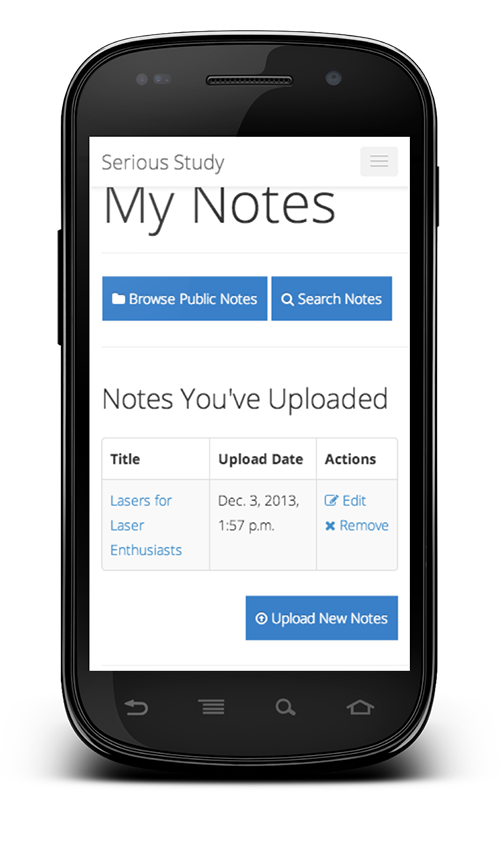 Serious Study
My Notes
Browse Public Notes
Search Notes
Notes You've Uploaded
Title
Upload Date
Actions
Lasers for
Laser
Enthusiasts
Dec. 3, 2013,
1:57 p.m.
Edit
Remove
Upload New Notes